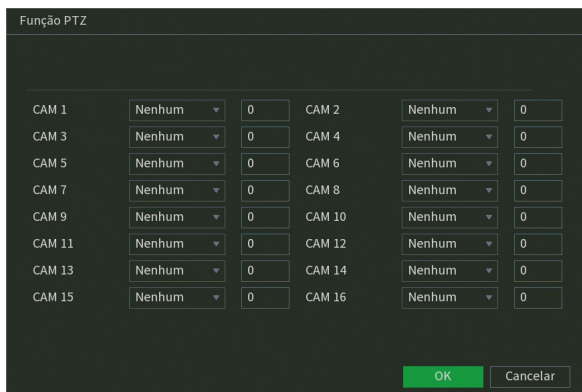 Função PTZ
CAM 1 Nenhum 0 CAM 2 Nenhum 0
CAM 3 Nenhum 0 CAM 4 Nenhum 0
CAM 5 Nenhum 0 CAM 6 Nenhum 0
CAM 7 Nenhum 0 CAM 8 Nenhum 0
CAM 9 Nenhum 0 CAM 10 Nenhum 0
CAM 11 Nenhum 0 CAM 12 Nenhum 0
CAM 13 Nenhum 0 CAM 14 Nenhum 0
CAM 15 Nenhum 0 CAM 16 Nenhum 0
OK Cancelar